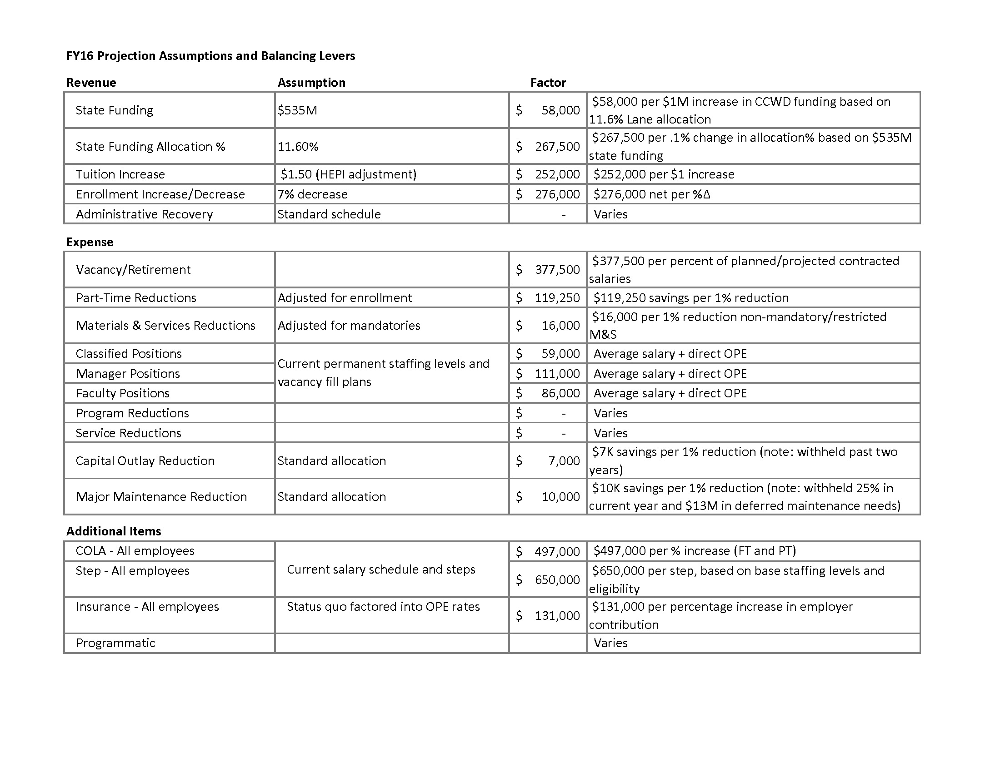 FY16 Projection Assumptions and Balancing Levers
Revenue Assumption Factor
State Funding $535M $ 58,000 $58,000 per $1M increase in CCWD funding based on
11.6% Lane allocation
State Funding Allocation % 11.60% $ 267,500 $267,500 per .1% change in allocation% based on $535M
state funding
Tuition Increase $1.50 (HEPI adjustment) $ 252,000 $252,000 per $1 increase
Enrollment Increase/Decrease 7% decrease $ 276,000 $276,000 net per %Δ
Administrative Recovery Standard schedule - Varies
Expense
Vacancy/Retirement $ 377,500 $377,500 per percent of planned/projected contracted
salaries
Part-Time Reductions Adjusted for enrollment $ 119,250 $119,250 savings per 1% reduction
Materials & Services Reductions Adjusted for mandatories $ 16,000 $16,000 per 1% reduction non-mandatory/restricted
M&S
Classified Positions $ 59,000 Average salary + direct OPE
Current permanent staffing levels and
vacancy fill plans
Manager Positions $ 111,000 Average salary + direct OPE
Faculty Positions $ 86,000 Average salary + direct OPE
Program Reductions $ - Varies
Service Reductions $ - Varies
Capital Outlay Reduction Standard allocation $ 7,000 $7K savings per 1% reduction (note: withheld past two
years)
Major Maintenance Reduction Standard allocation $ 10,000 $10K savings per 1% reduction (note: withheld 25% in
current year and $13M in deferred maintenance needs)
Additional Items
COLA - All employees $ 497,000 $497,000 per % increase (FT and PT)
Current salary schedule and steps
Step - All employees $ 650,000 $650,000 per step, based on base staffing levels and
eligibility
Insurance - All employees Status quo factored into OPE rates $ 131,000 $131,000 per percentage increase in employer
contribution
Programmatic Varies